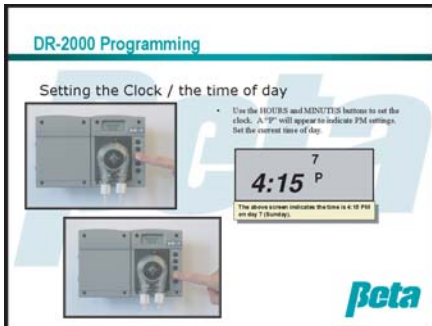 DR-2000 Programming
Setting the Clock / the time of day
• Use the HOURS and MINUTES buttons to set the
clock. A "P" will appear to indicate PM settings.
Set the current time of day.
7
4:15 P
The above screen indicates the time is 4:15 PM
on day 7 (Sunday).
βeta